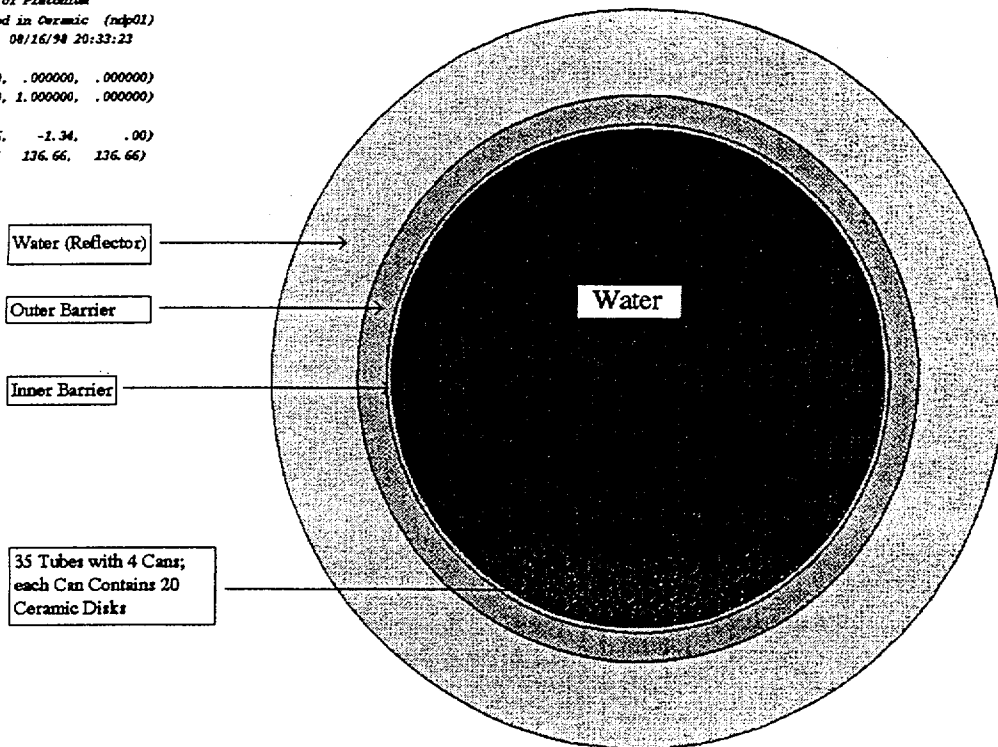 of Plutonium
in Ceramic (ndp01)
08/16/98 20:33:23
.000000, .000000)
1.000000, .000000)
-1.34, .00)
136.66, 136.66)
Water (Reflector)
Outer Barrier
Inner Barrier
35 Tubes with 4 Cans;
each Can Contains 20
Ceramic Disks
Water